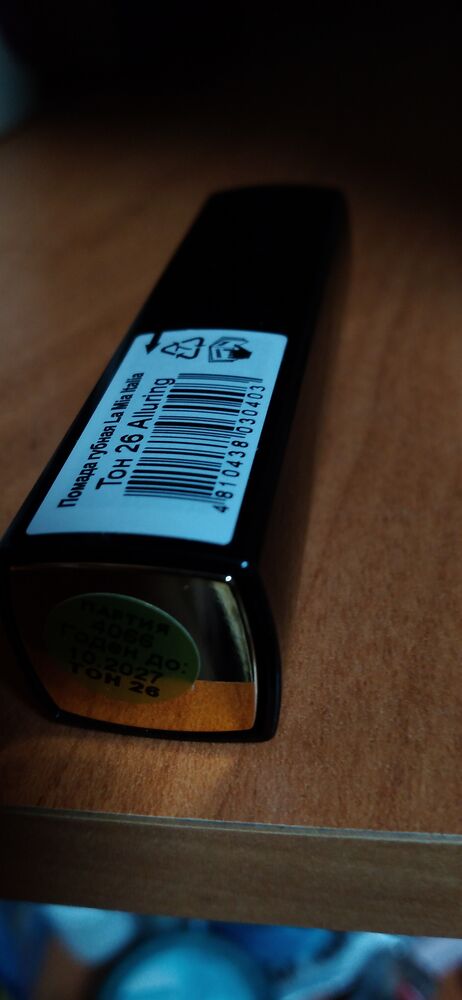 Помада губная La Mia Italia
Тон 26 Alluring
4810438030403
ПАРТИЯ
4066
ГОДЕН ДО:
10.2027
ТОН 26